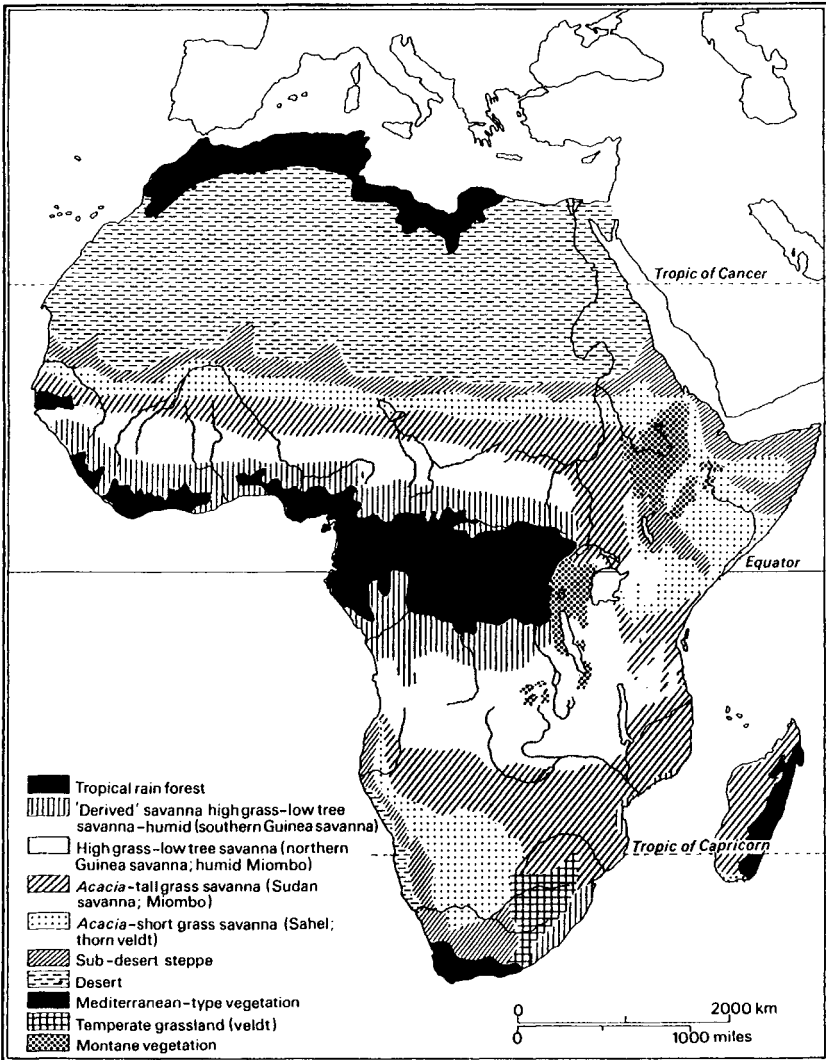 Tropic of Cancer
Equator
Tropic of Capricorn
Tropical rain forest
'Derived' savanna high grass–low tree
savanna–humid (southern Guinea savanna)
High grass–low tree savanna (northern
Guinea savanna; humid Miombo)
Acacia–tall grass savanna (Sudan
savanna; Miombo)
Acacia–short grass savanna (Sahel;
thorn veldt)
Sub-desert steppe
Desert
Mediterranean-type vegetation
Temperate grassland (veldt)
Montane vegetation
0 2000 km
0 1000 miles